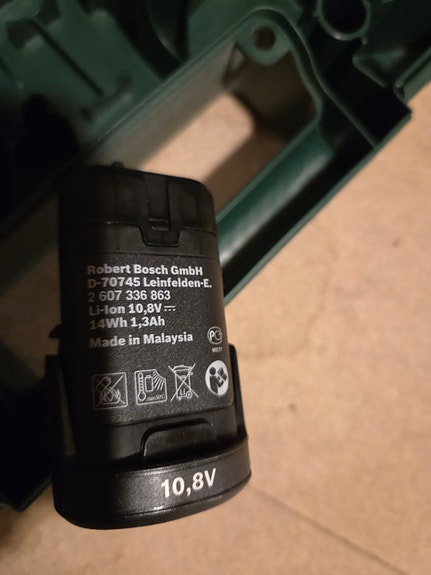 Robert Bosch GmbH
D-70745 Leinfelden-E.
2 607 336 863
Li-Ion 10,8V
14Wh 1,3Ah
Made in Malaysia
10,8V